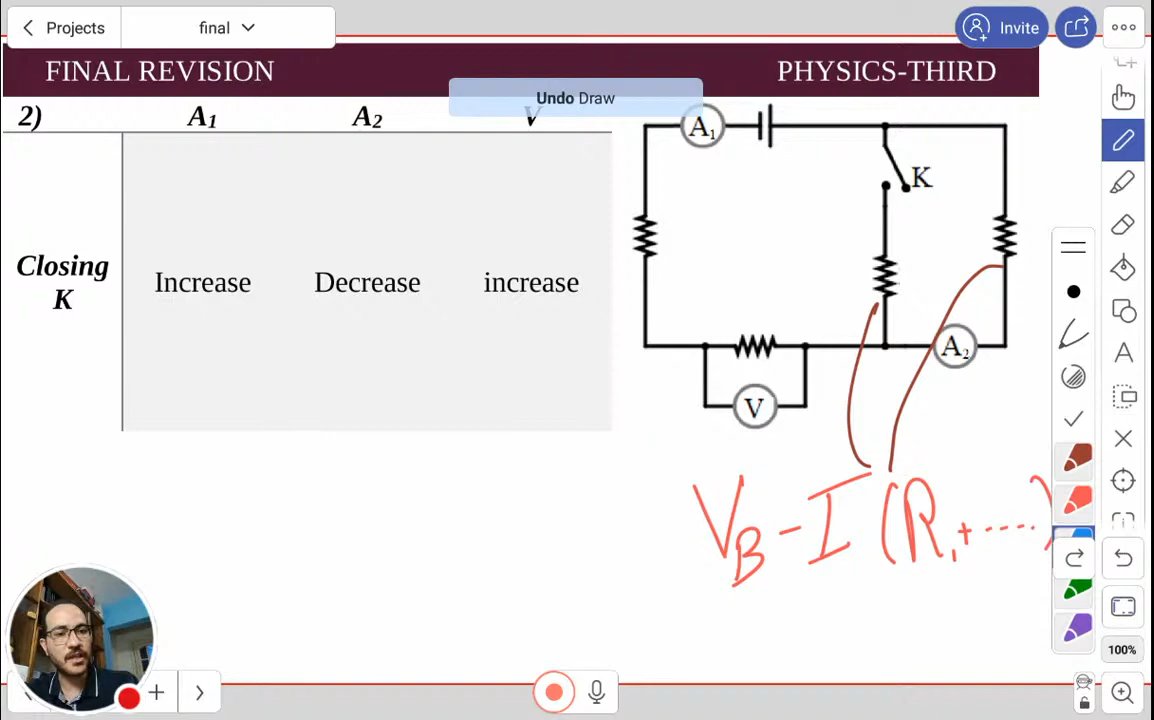 Projects
final
Invite
FINAL REVISION
PHYSICS-THIRD
Undo Draw
2) A1 A2 V
Closing K
Increase Decrease increase
A1
K
A2
V
VB - I (R1 + ....)
A
100%